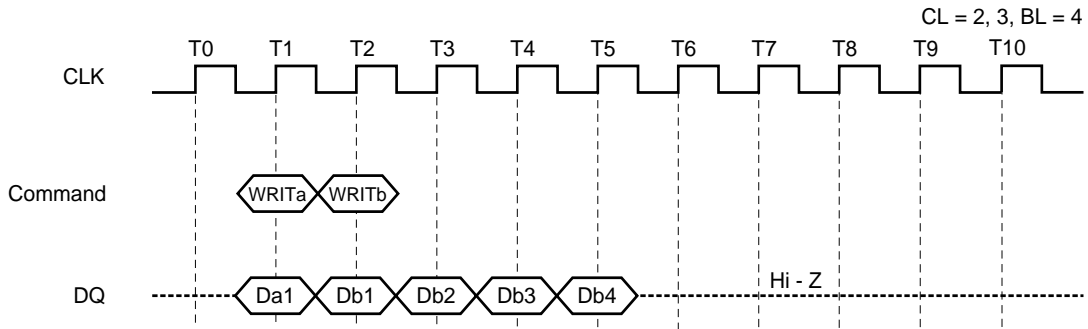 CL = 2, 3, BL = 4
T0 T1 T2 T3 T4 T5 T6 T7 T8 T9 T10
CLK
Command WRITa WRITb
Hi - Z
DQ Da1 Db1 Db2 Db3 Db4